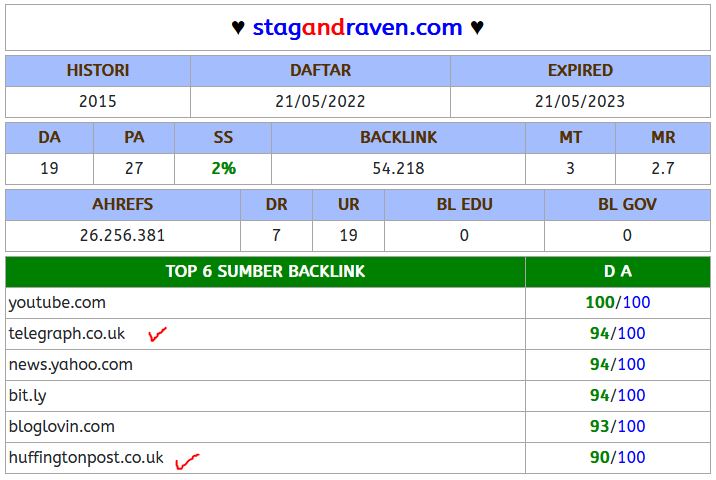 ♥ stagandraven.com ♥
HISTORI DAFTAR EXPIRED
2015 21/05/2022 21/05/2023
DA PA SS BACKLINK MT MR
19 27 2% 54.218 3 2.7
AHREFS DR UR BL EDU BL GOV
26.256.381 7 19 0 0
TOP 6 SUMBER BACKLINK D A
youtube.com 100/100
telegraph.co.uk 94/100
news.yahoo.com 94/100
bit.ly 94/100
bloglovin.com 93/100
huffingtonpost.co.uk 90/100